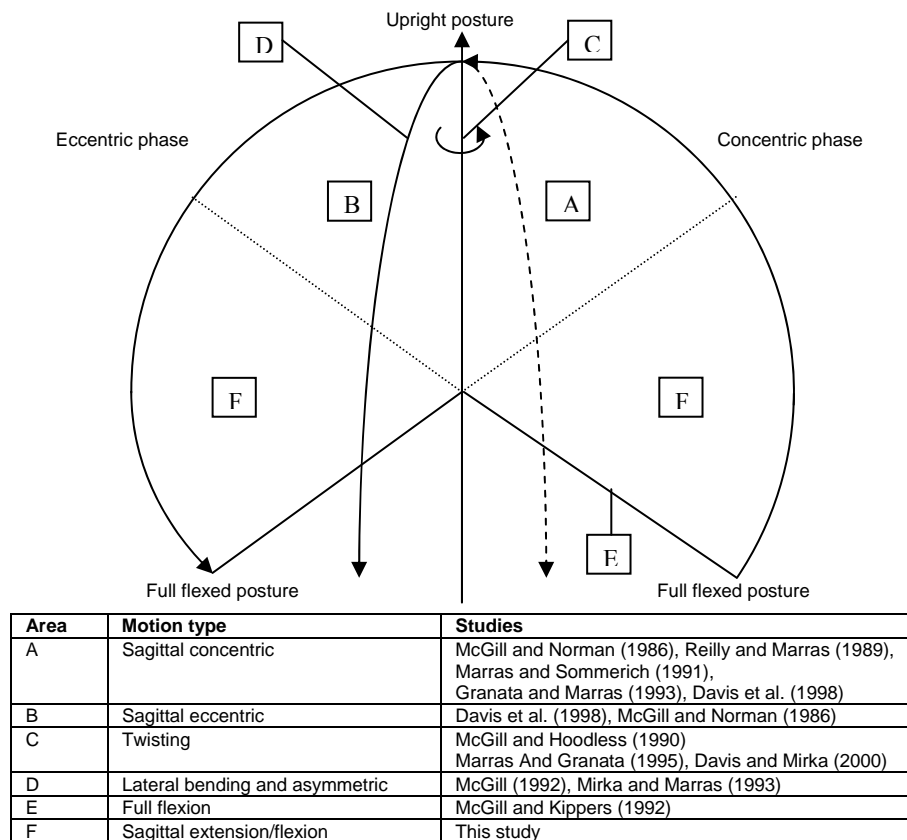 Upright posture
D
C
Eccentric phase
Concentric phase
B
A
F
F
E
Full flexed posture
Full flexed posture
Area Motion type Studies
A Sagittal concentric McGill and Norman (1986), Reilly and Marras (1989),
Marras and Sommerich (1991),
Granata and Marras (1993), Davis et al. (1998)
B Sagittal eccentric Davis et al. (1998), McGill and Norman (1986)
C Twisting McGill and Hoodless (1990)
Marras And Granata (1995), Davis and Mirka (2000)
D Lateral bending and asymmetric McGill (1992), Mirka and Marras (1993)
E Full flexion McGill and Kippers (1992)
F Sagittal extension/flexion This study